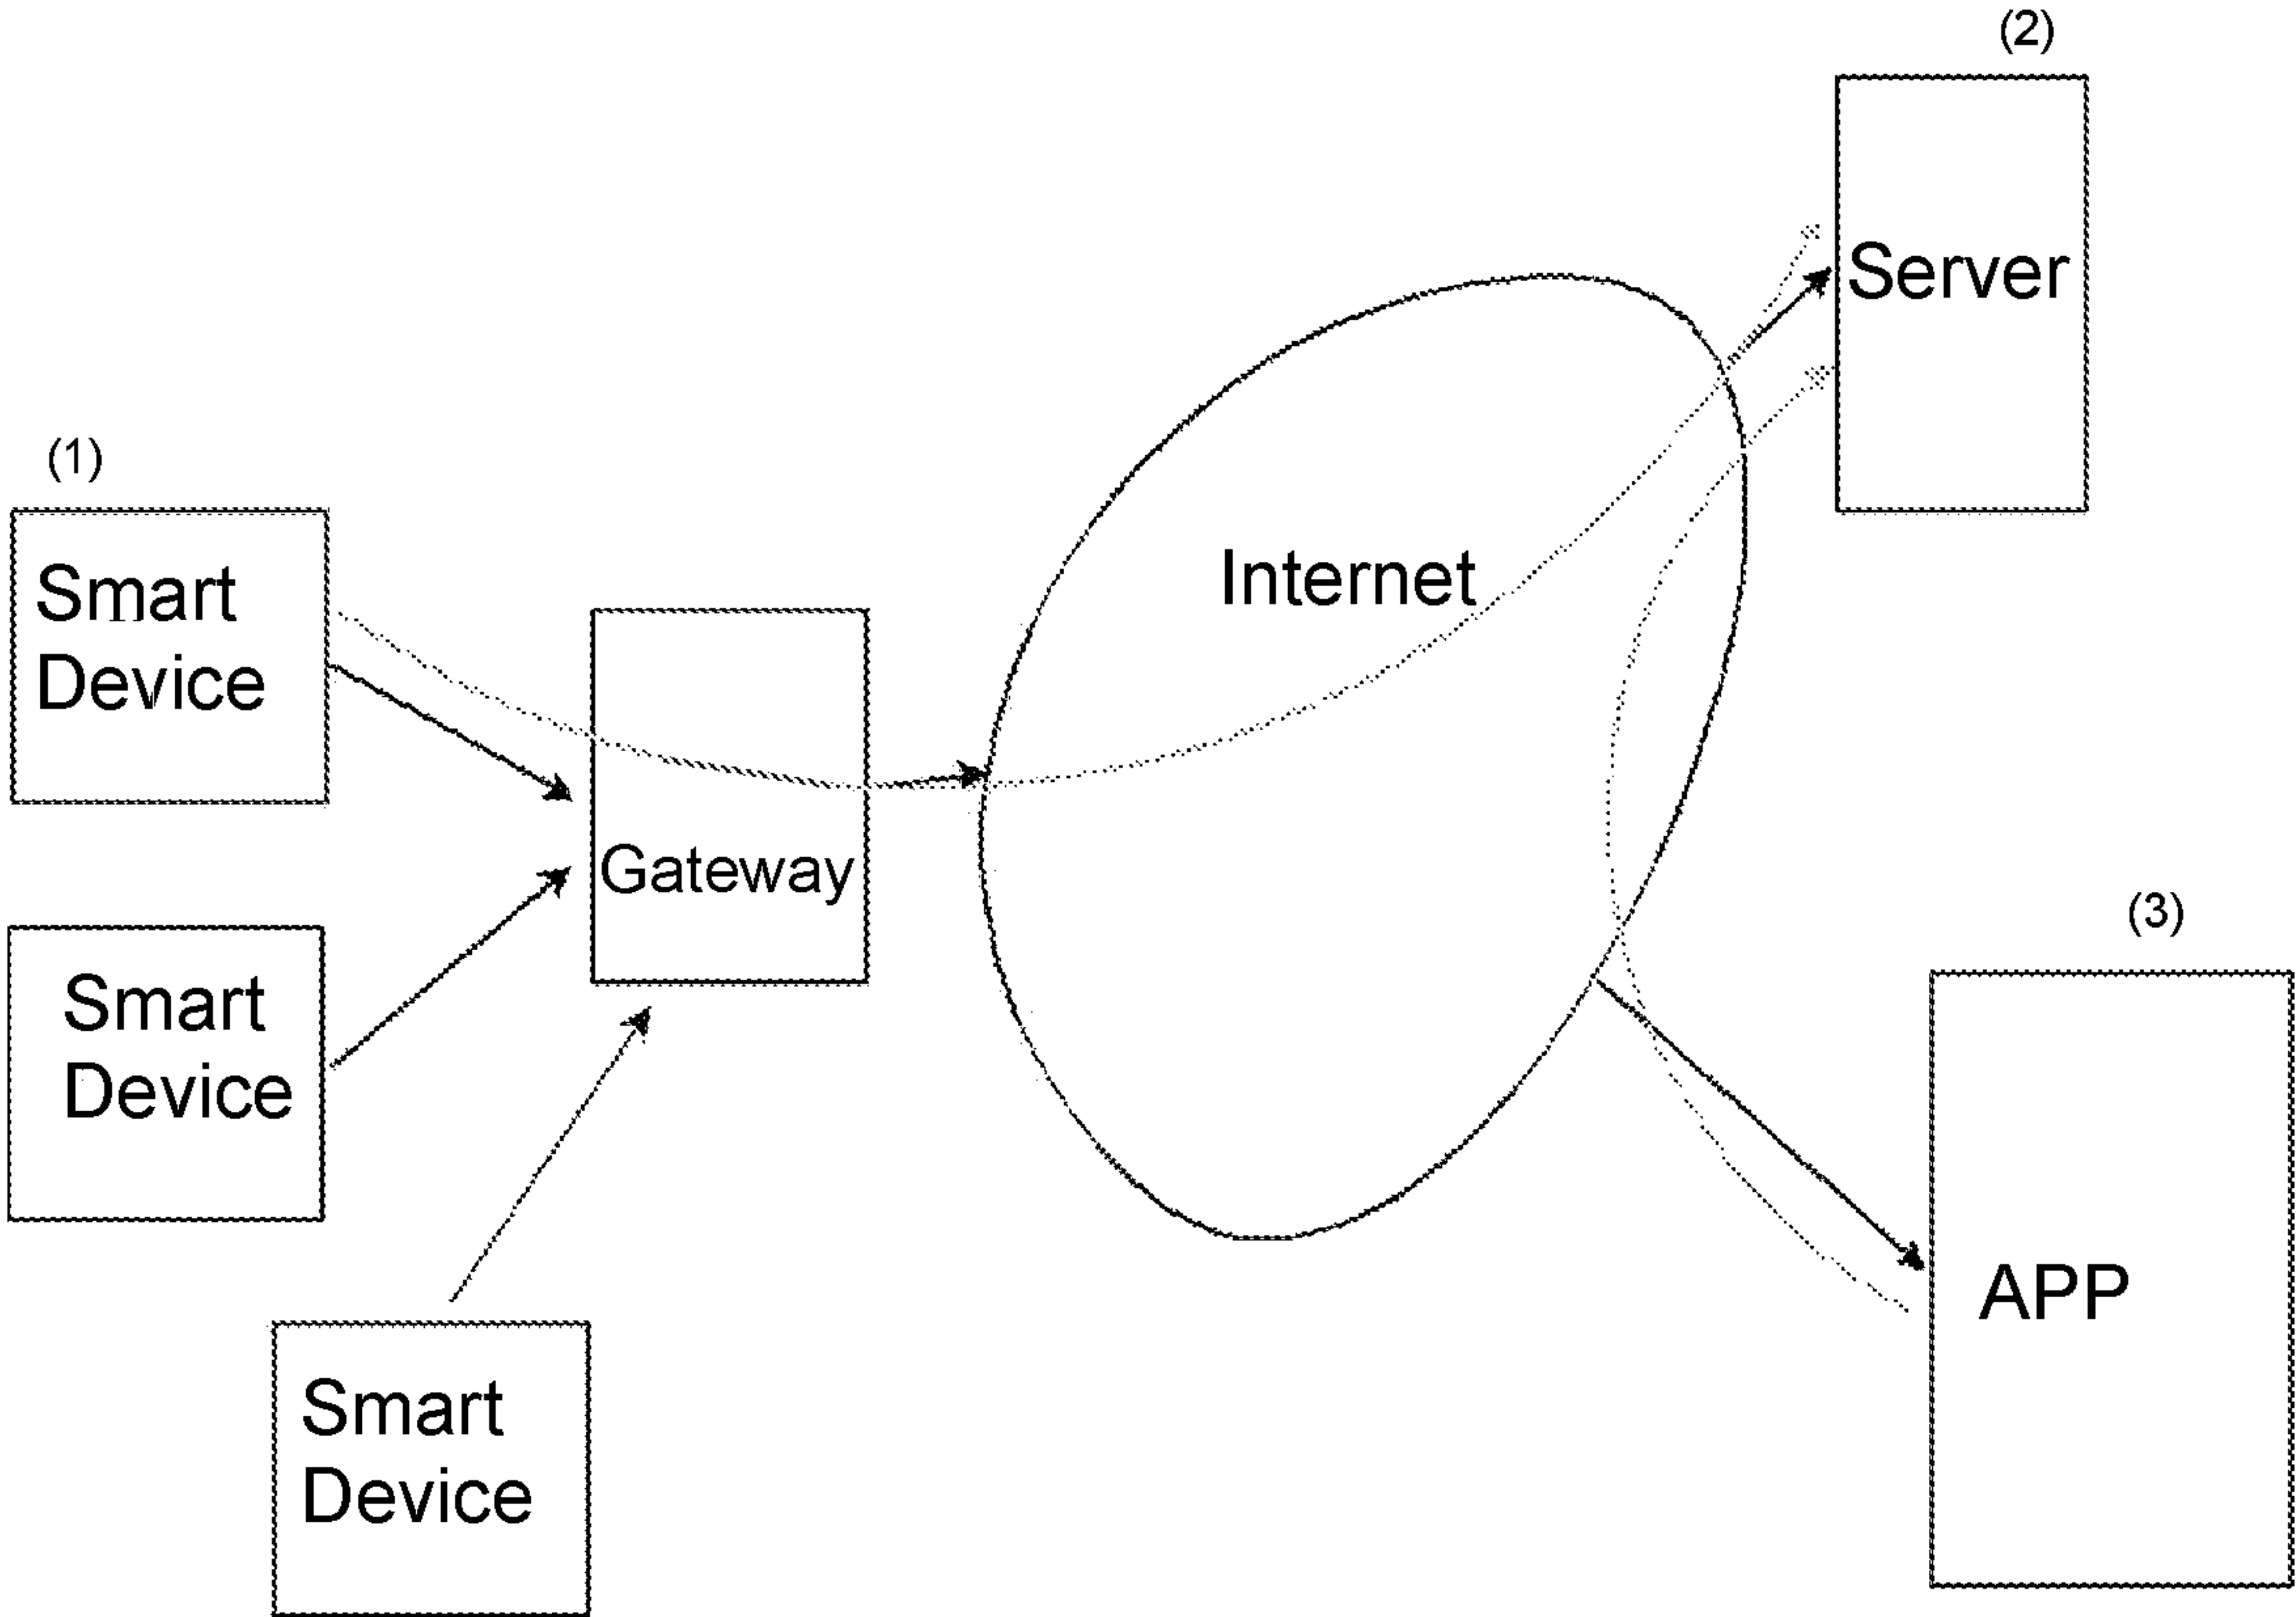 (2)
Server
(1)
Smart
Device
Internet
Gateway
(3)
Smart
Device
APP
Smart
Device